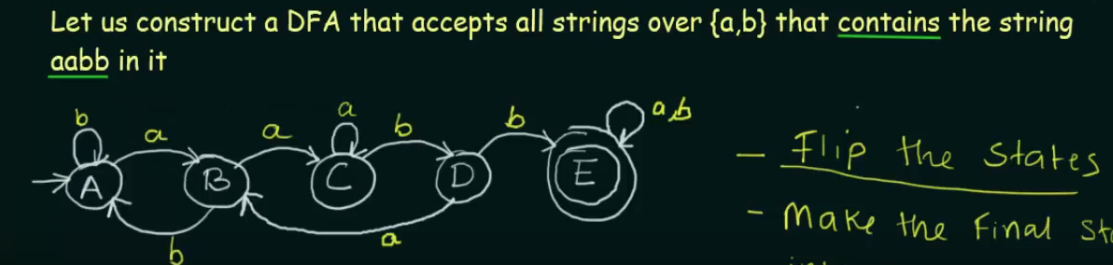 Let us construct a DFA that accepts all strings over {a,b} that contains the string
aabb in it
b a a a b b a,b
A B C D E
b a
- Flip the States
- Make the Final